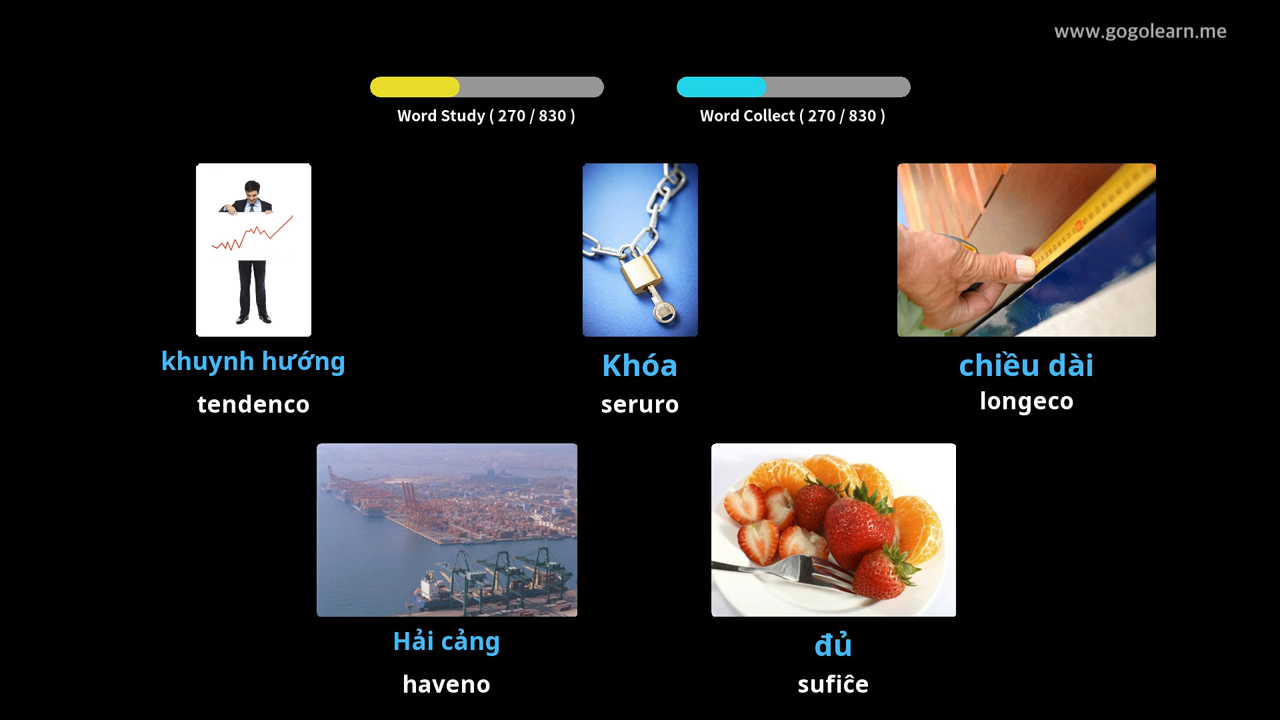 www.gogolearn.me
Word Study ( 270 / 830 )
Word Collect ( 270 / 830 )
khuynh hướng
tendenco
Khóa
seruro
chiều dài
longeco
Hải cảng
haveno
đủ
sufiĉe